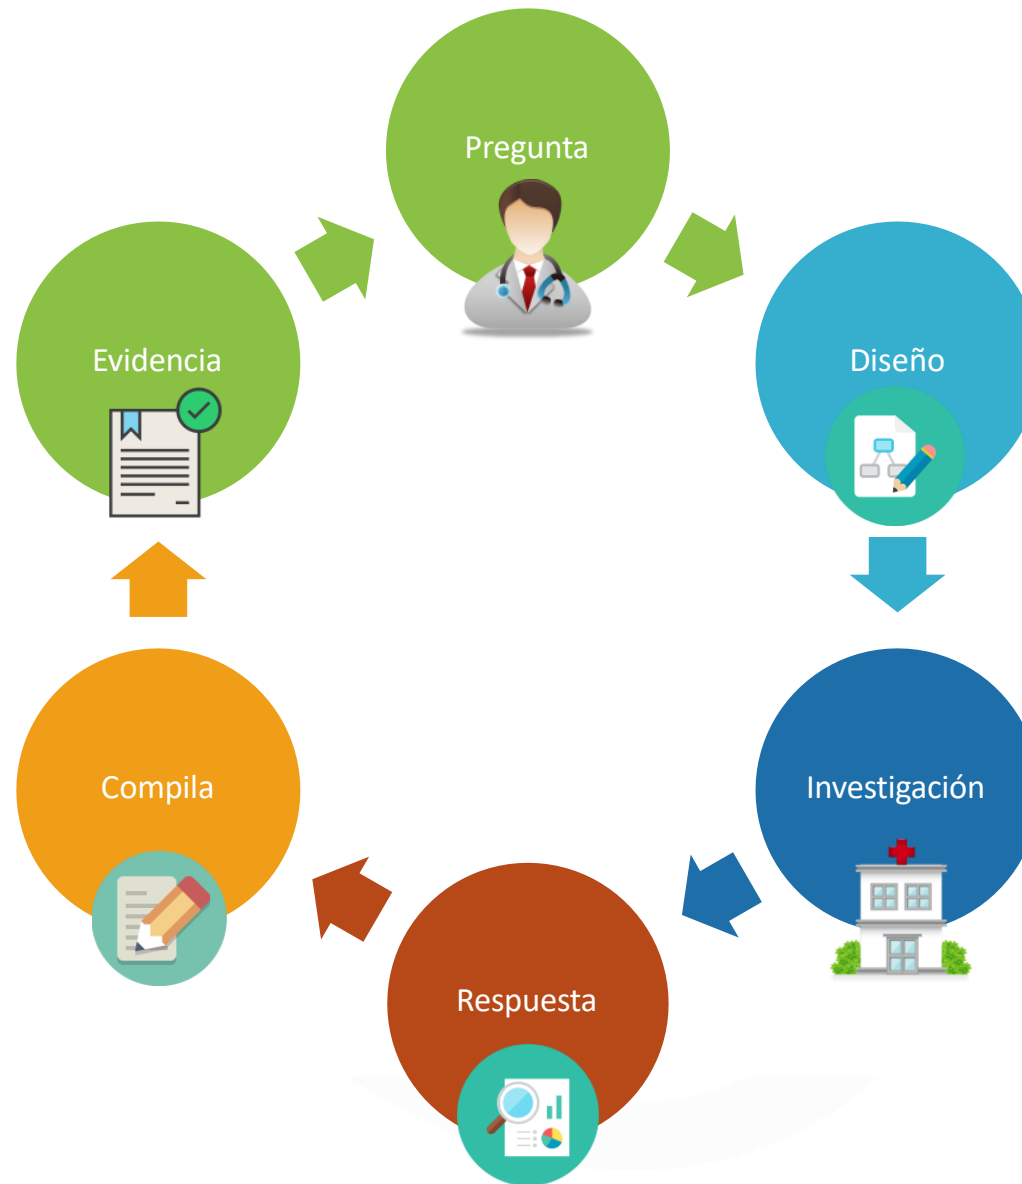 Pregunta
Diseño
Investigación
Respuesta
Compila
Evidencia